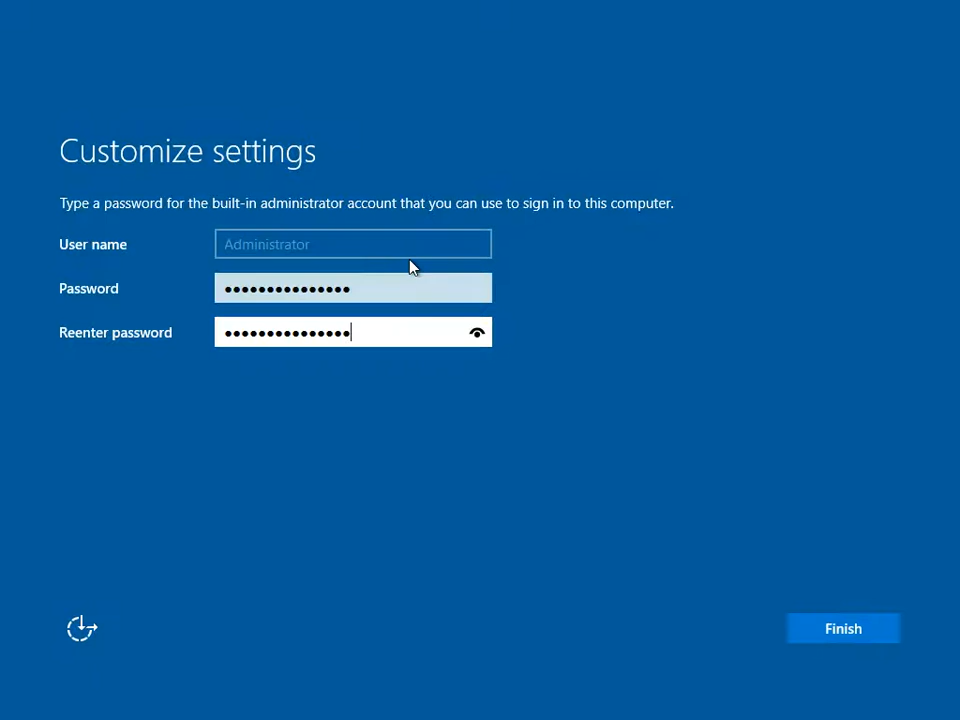 Customize settings
Type a password for the built-in administrator account that you can use to sign in to this computer.
User name
Administrator
Password
●●●●●●●●●●●●●●●
Reenter password
●●●●●●●●●●●●●●●
Finish